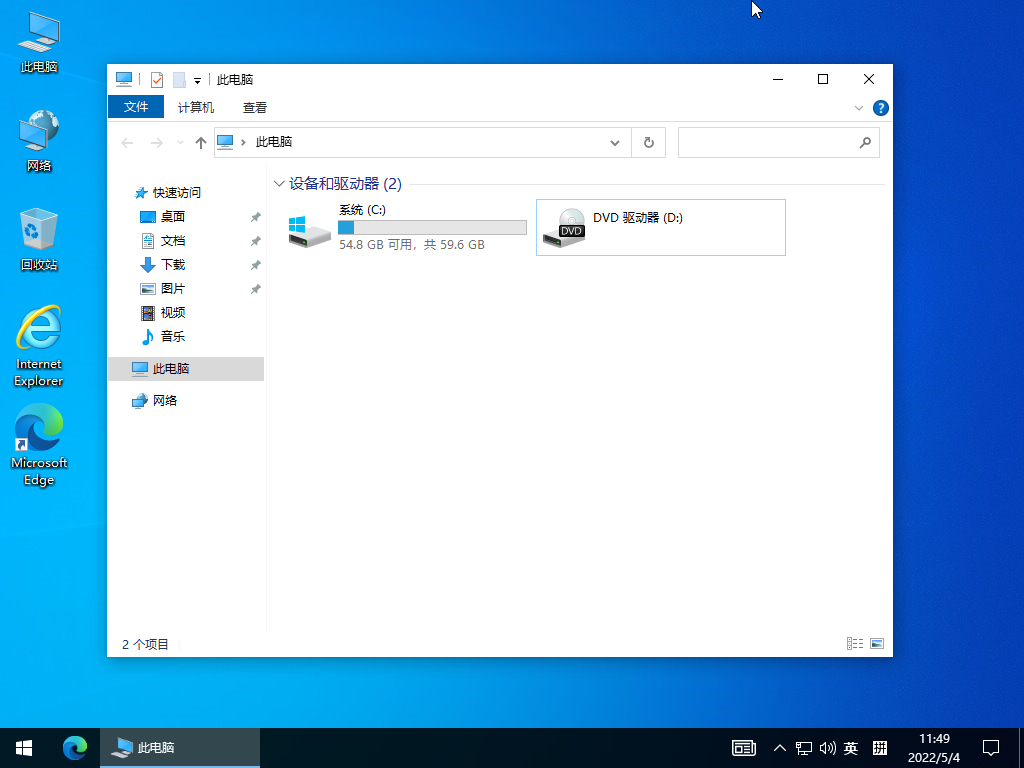 此电脑
网络
回收站
Internet
Explorer
Microsoft
Edge
此电脑
文件
计算机
查看
此电脑
快速访问
桌面
文档
下载
图片
视频
音乐
此电脑
网络
设备和驱动器 (2)
系统 (C:)
54.8 GB 可用，共 59.6 GB
DVD
DVD 驱动器 (D:)
2 个项目
此电脑
英
拼
11:49
2022/5/4